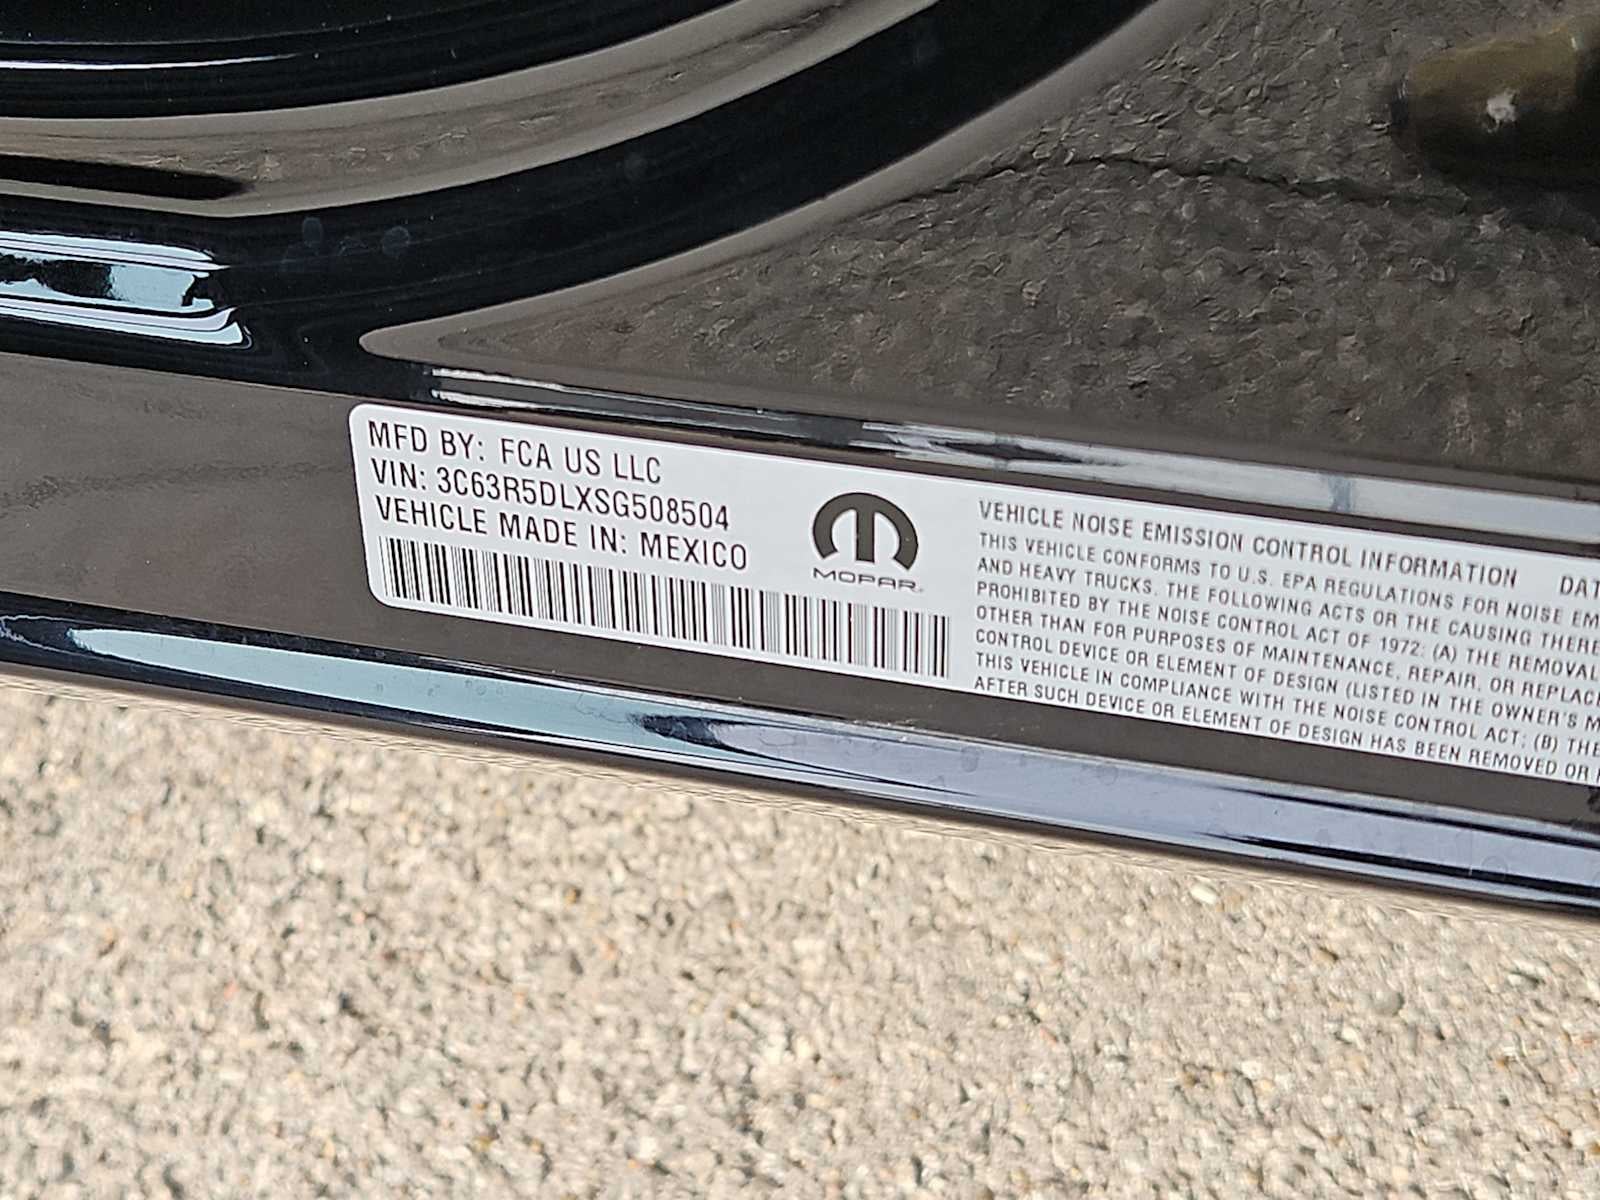 MFD BY: FCA US LLC
VIN: 3C63R5DLXSG508504
VEHICLE MADE IN: MEXICO
MOPAR
VEHICLE NOISE EMISSION CONTROL INFORMATION DAT
THIS VEHICLE CONFORMS TO U.S. EPA REGULATIONS FOR NOISE EM
AND HEAVY TRUCKS. THE FOLLOWING ACTS OR THE CAUSING THERE
PROHIBITED BY THE NOISE CONTROL ACT OF 1972: (A) THE REMOVAL
OTHER THAN FOR PURPOSES OF MAINTENANCE, REPAIR, OR REPLAC
CONTROL DEVICE OR ELEMENT OF DESIGN (LISTED IN THE OWNER'S M
THIS VEHICLE IN COMPLIANCE WITH THE NOISE CONTROL ACT; (B) THE
AFTER SUCH DEVICE OR ELEMENT OF DESIGN HAS BEEN REMOVED OR